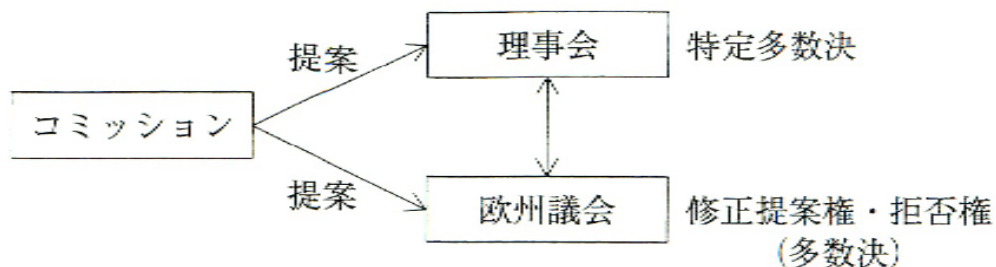 提案
理事会
特定多数決
コミッション
提案
欧州議会
修正提案権・拒否権
(多数決)